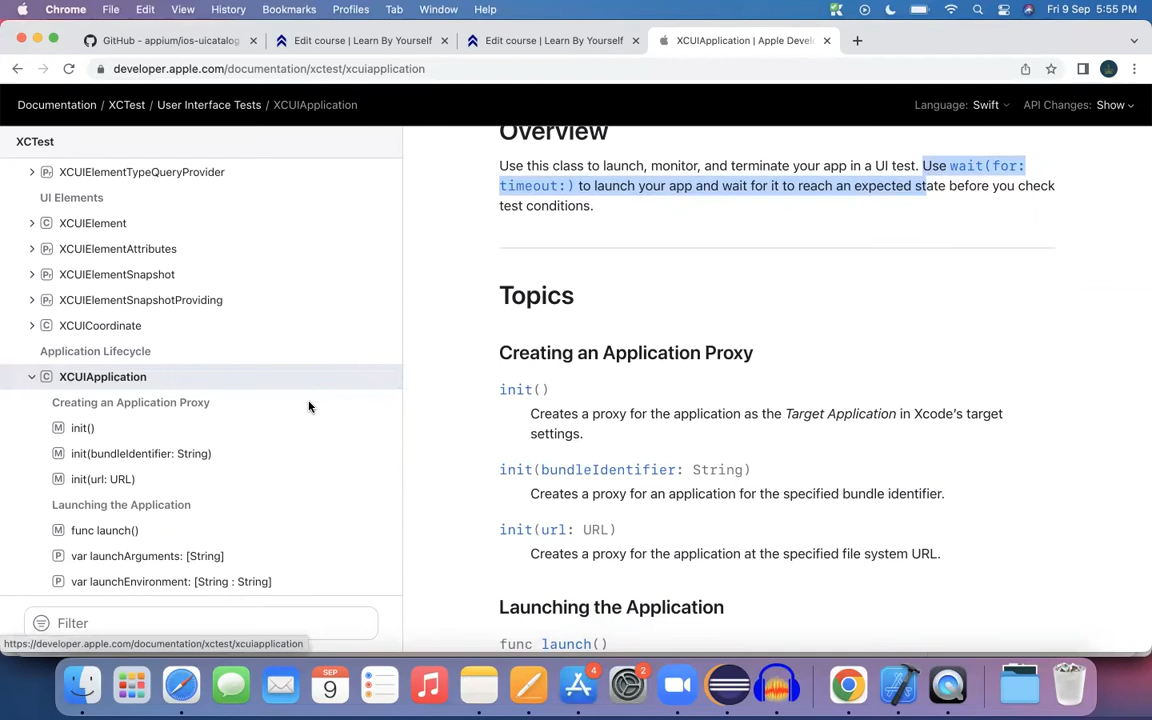 Chrome File Edit View History Bookmarks Profiles Tab Window Help Fri 9 Sep 5:55 PM
GitHub - appium/ios-uicatalog Edit course | Learn By Yourself Edit course | Learn By Yourself XCUIApplication | Apple Devel
developer.apple.com/documentation/xctest/xcuiapplication
Documentation / XCTest / User Interface Tests / XCUIApplication Language: Swift API Changes: Show
XCTest
Pr XCUIElementTypeQueryProvider
UI Elements
C XCUIElement
Pr XCUIElementAttributes
Pr XCUIElementSnapshot
Pr XCUIElementSnapshotProviding
C XCUICoordinate
Application Lifecycle
C XCUIApplication
Creating an Application Proxy
M init()
M init(bundleIdentifier: String)
M init(url: URL)
Launching the Application
M func launch()
P var launchArguments: [String]
P var launchEnvironment: [String : String]
Filter
https://developer.apple.com/documentation/xctest/xcuiapplication
Overview
Use this class to launch, monitor, and terminate your app in a UI test. Use wait(for:
timeout:) to launch your app and wait for it to reach an expected state before you check
test conditions.
Topics
Creating an Application Proxy
init()
Creates a proxy for the application as the Target Application in Xcode's target
settings.
init(bundleIdentifier: String)
Creates a proxy for an application for the specified bundle identifier.
init(url: URL)
Creates a proxy for the application at the specified file system URL.
Launching the Application
func launch()
SEP
9
4
2